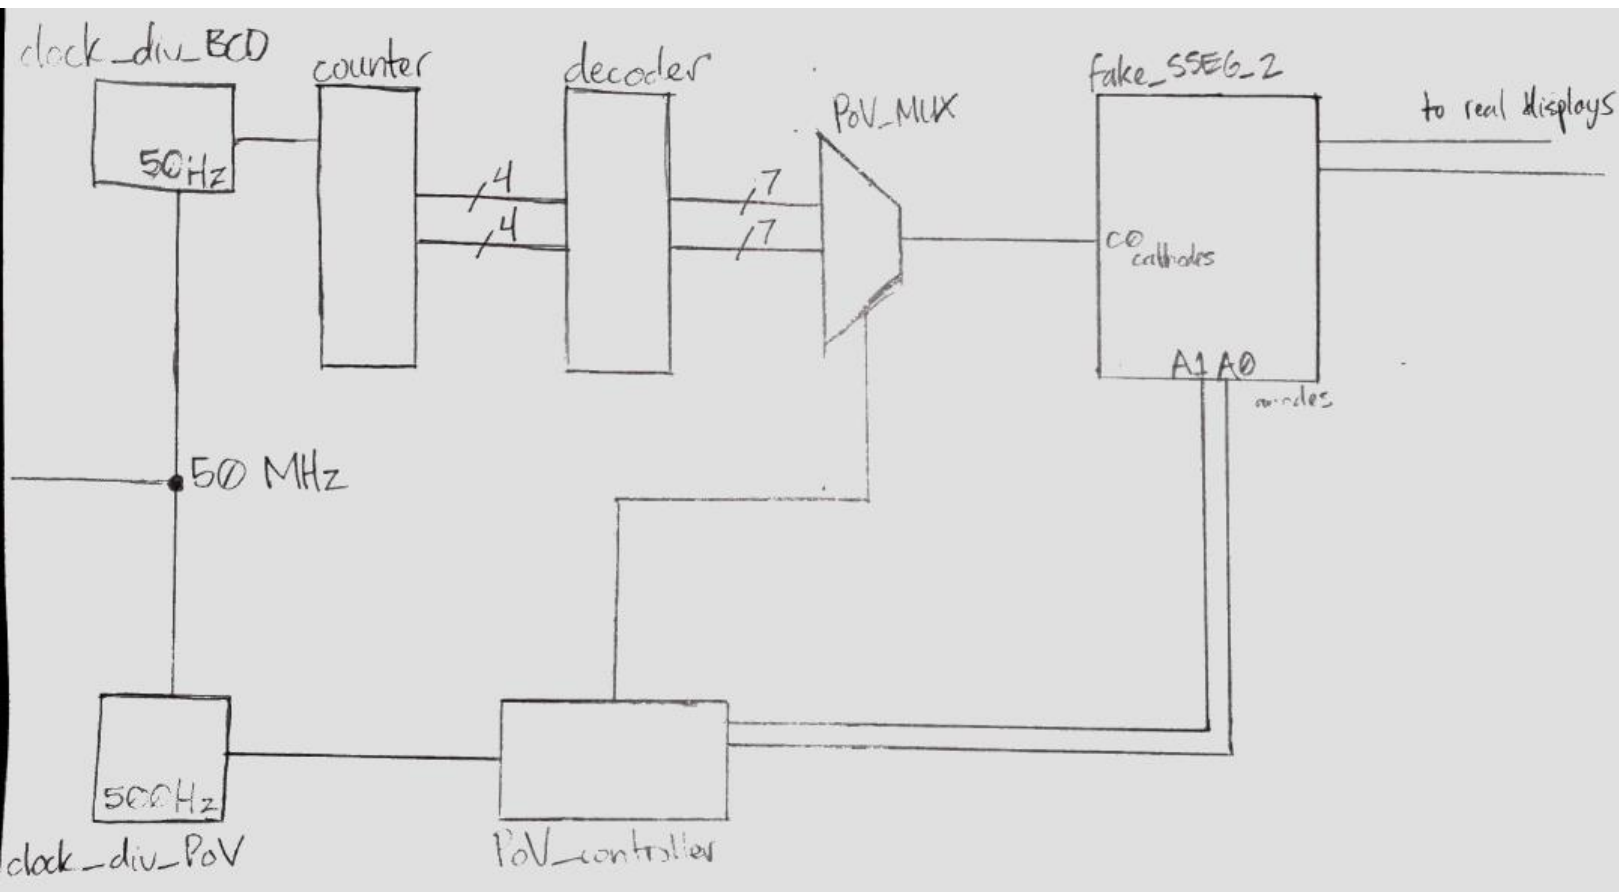 clock_div_BCD
50Hz
counter
4
4
decoder
7
7
PoV_MUX
fake_SSEG_2
to real displays
C0
cathodes
A1 A0
anodes
50 MHz
500Hz
clock_div_PoV
PoV_controller